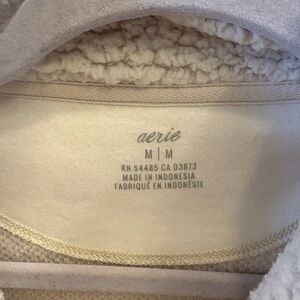 aerie
M | M
RN 54485 CA 03873
MADE IN INDONESIA
FABRIQUÉ EN INDONÉSIE